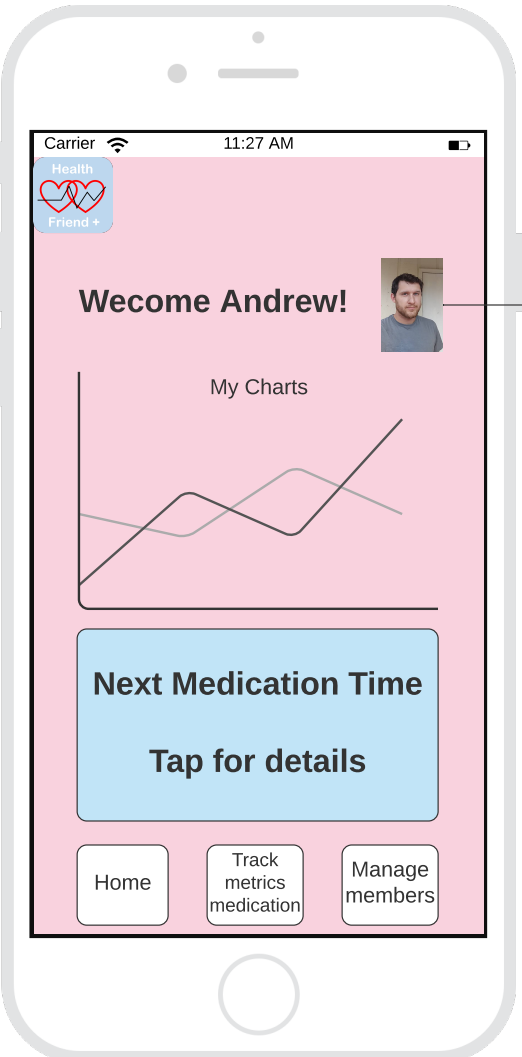 Carrier 11:27 AM
Health
Friend +
Wecome Andrew!
My Charts
Next Medication Time
Tap for details
Home
Track
metrics
medication
Manage
members